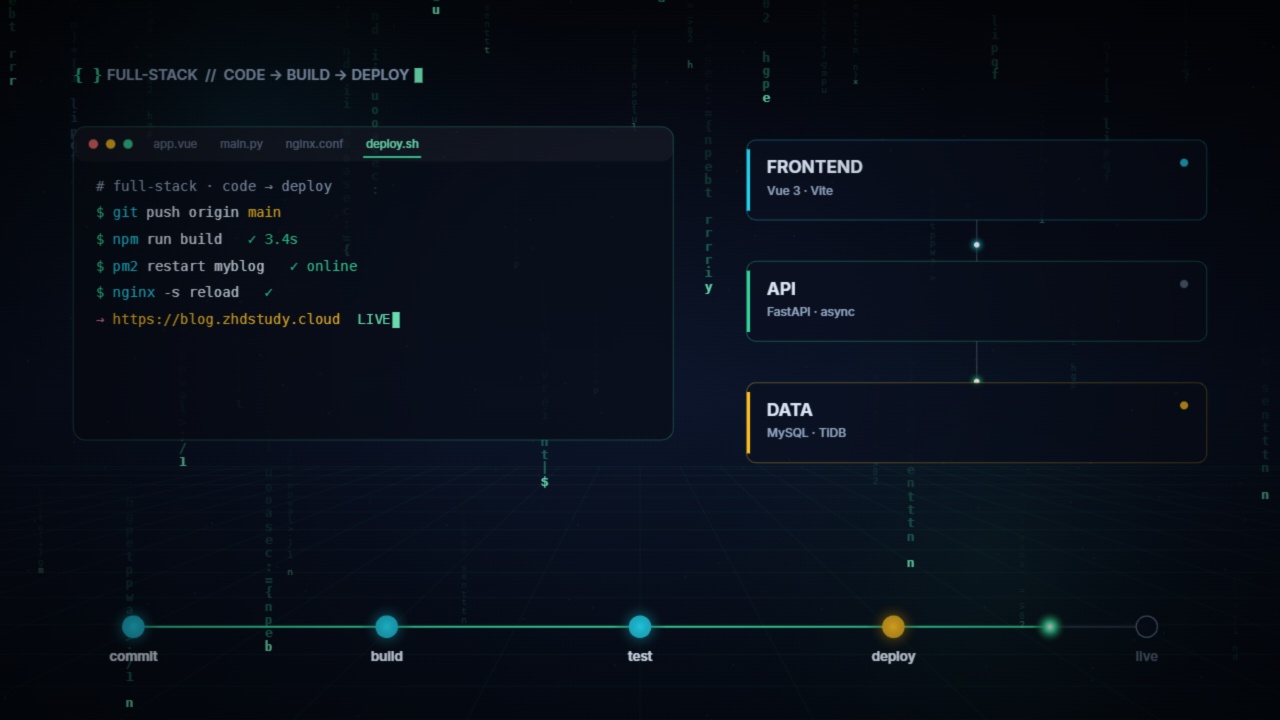 { } FULL-STACK // CODE → BUILD → DEPLOY
app.vue main.py nginx.conf deploy.sh
# full-stack · code → deploy
$ git push origin main
$ npm run build ✓ 3.4s
$ pm2 restart myblog ✓ online
$ nginx -s reload ✓
→ https://blog.zhdstudy.cloud LIVE
FRONTEND
Vue 3 · Vite
API
FastAPI · async
DATA
MySQL · TiDB
commit build test deploy live